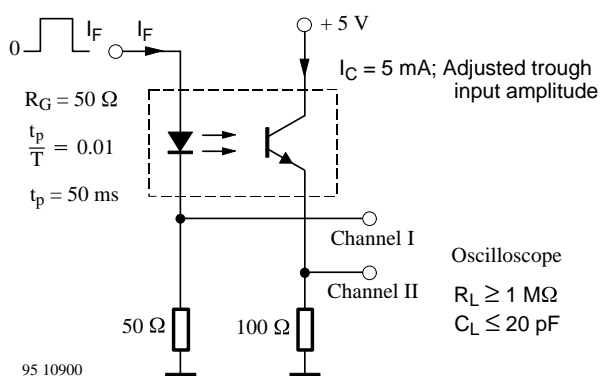 0
I_F
I_F
+ 5 V
I_C = 5 mA; Adjusted trough
input amplitude
R_G = 50 Ω
t_p
T
= 0.01
t_p = 50 ms
Channel I
Channel II
Oscilloscope
R_L ≥ 1 MΩ
C_L ≤ 20 pF
50 Ω
100 Ω
95 10900